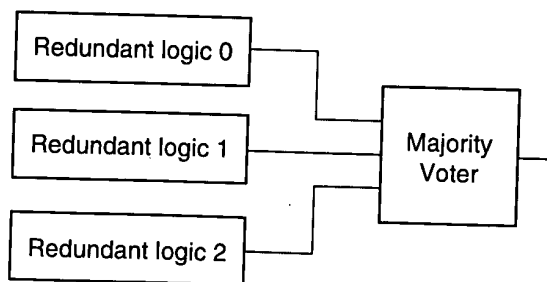 Redundant logic 0
Redundant logic 1
Majority
Voter
Redundant logic 2